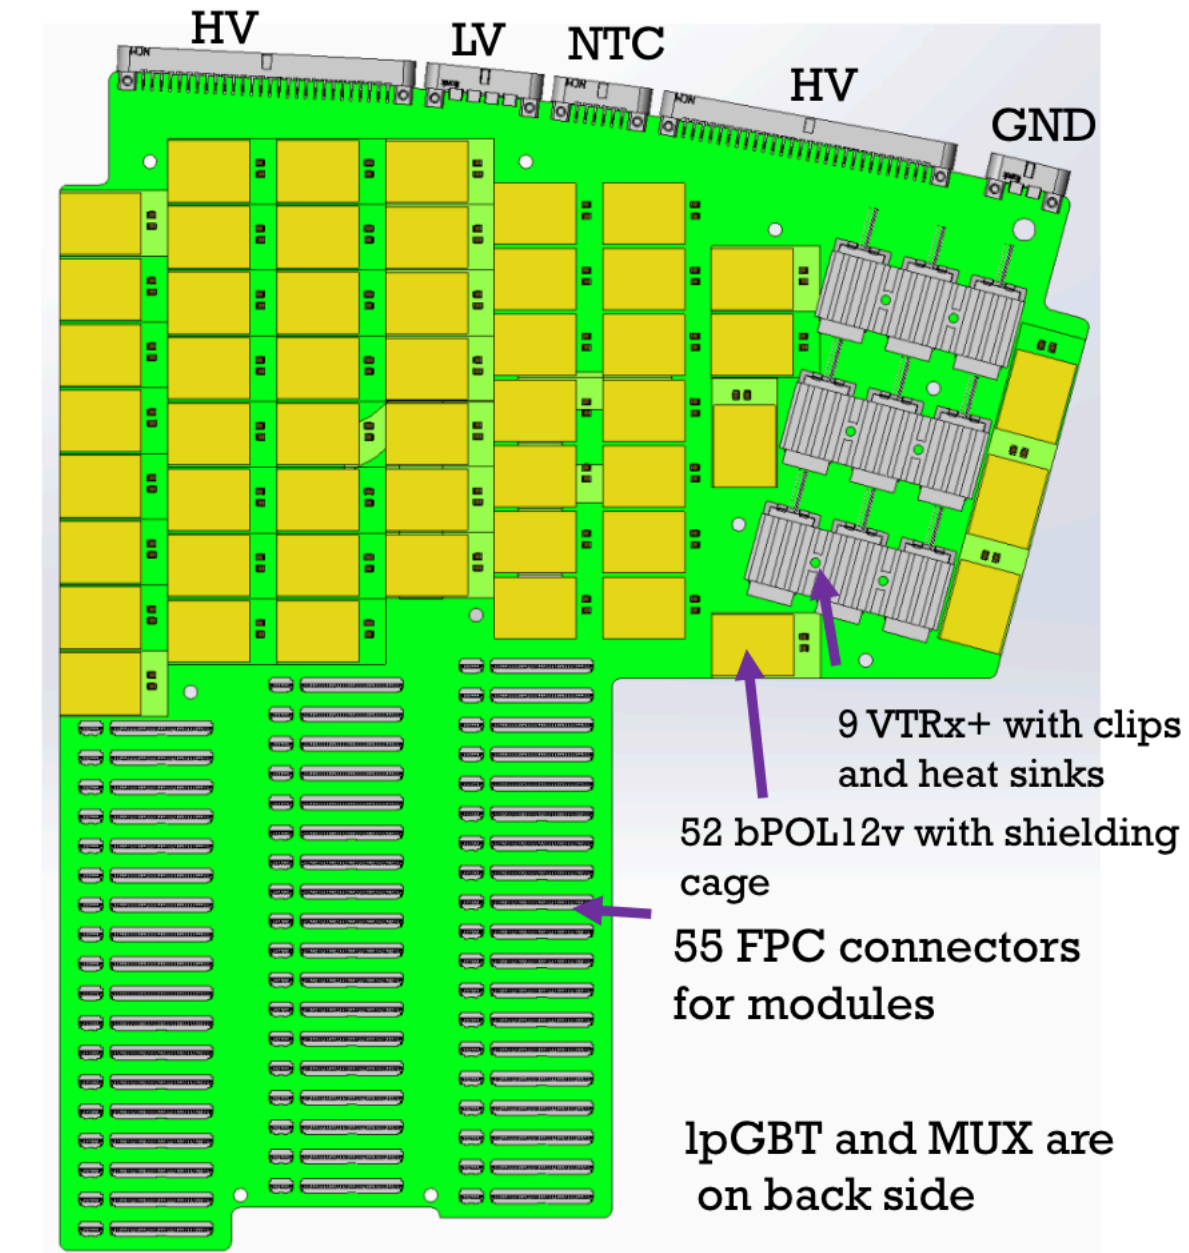 HV
LV
NTC
HV
GND
9 VTRx+ with clips
and heat sinks
52 bPOL12v with shielding
cage
55 FPC connectors
for modules
lpGBT and MUX are
on back side